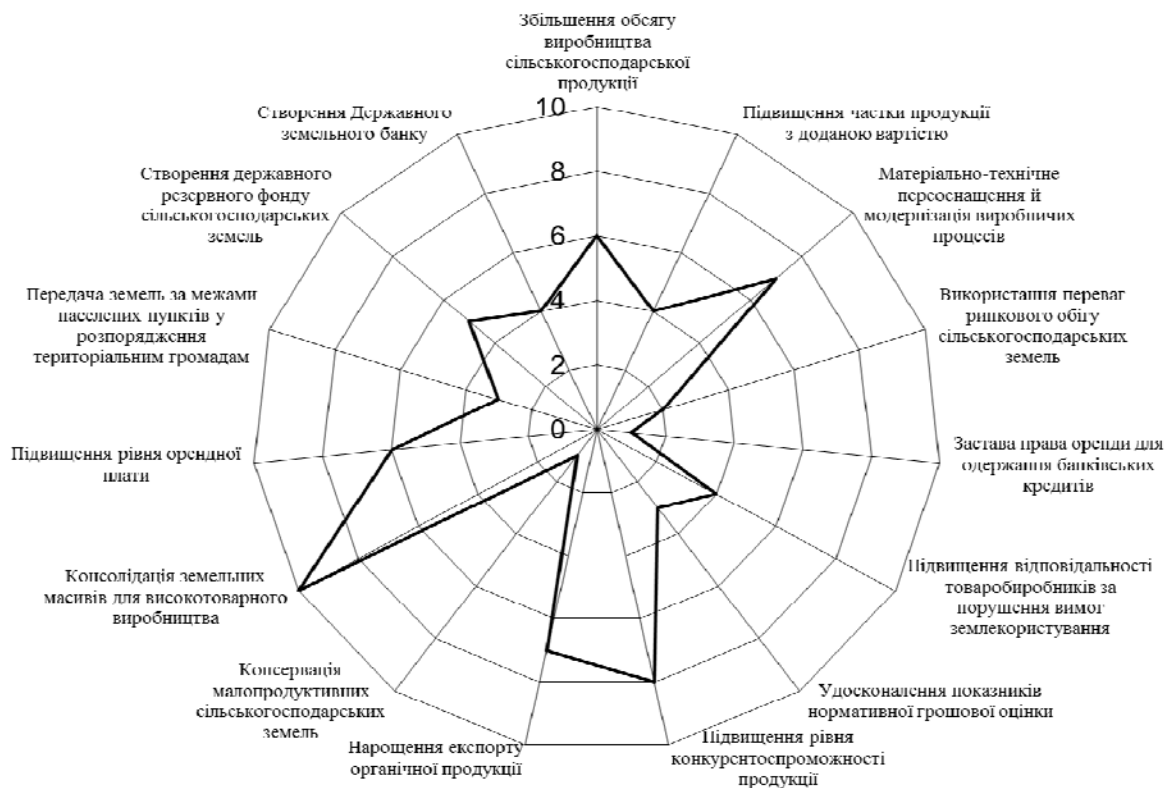 Збільшення обсягу
виробництва
сільськогосподарської
продукції
Підвищення частки продукції
з доданою вартістю
Матеріально-технічне
переоснащення й
модернізація виробничих
процесів
Використання переваг
ринкового обігу
сільськогосподарських
земель
Застава права оренди для
одержання банківських
кредитів
Підвищення відповідальності
товаробиробників за
порушення вимог
землекористування
Удосконалення показників
нормативної грошової оцінки
Підвищення рівня
конкурентоспроможності
продукції
Нарощення експорту
органічної продукції
Консервація
малопродуктивних
сільськогосподарських
земель
Консолідація земельних
масивів для високотоварного
виробництва
Підвищення рівня орендної
плати
Передача земель за межами
населених пунктів у
розпорядження
територіальним громадам
Створення державного
резервного фонду
сільськогосподарських
земель
Створення Державного
земельного банку
10
8
6
4
2
0